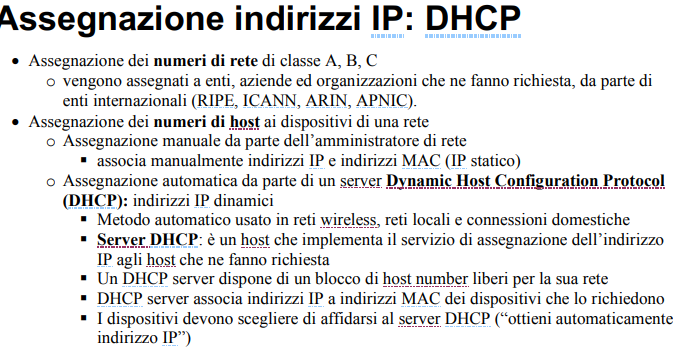 Assegnazione indirizzi IP: DHCP
• Assegnazione dei numeri di rete di classe A, B, C
o vengono assegnati a enti, aziende ed organizzazioni che ne fanno richiesta, da parte di
enti internazionali (RIPE, ICANN, ARIN, APNIC).
• Assegnazione dei numeri di host ai dispositivi di una rete
o Assegnazione manuale da parte dell’amministratore di rete
▪ associa manualmente indirizzi IP e indirizzi MAC (IP statico)
o Assegnazione automatica da parte di un server Dynamic Host Configuration Protocol
(DHCP): indirizzi IP dinamici
▪ Metodo automatico usato in reti wireless, reti locali e connessioni domestiche
▪ Server DHCP: è un host che implementa il servizio di assegnazione dell’indirizzo
IP agli host che ne fanno richiesta
▪ Un DHCP server dispone di un blocco di host number liberi per la sua rete
▪ DHCP server associa indirizzi IP a indirizzi MAC dei dispositivi che lo richiedono
▪ I dispositivi devono scegliere di affidarsi al server DHCP (“ottieni automaticamente
indirizzo IP”)